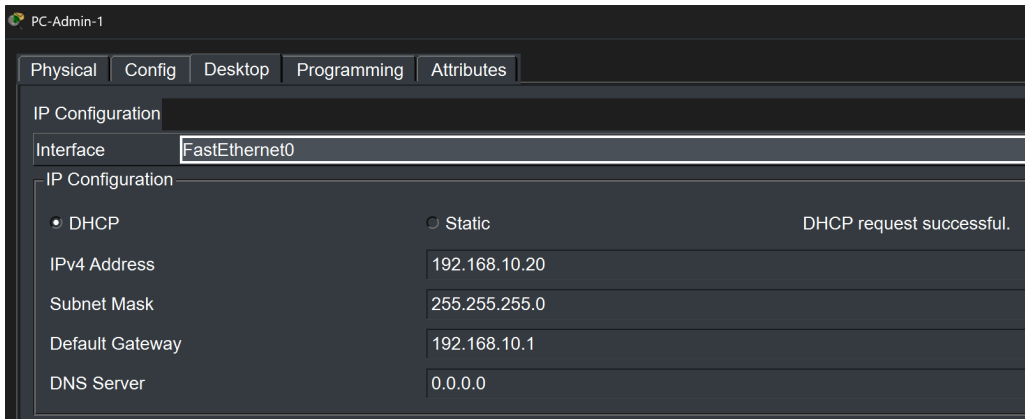 PC-Admin-1
Physical Config Desktop Programming Attributes
IP Configuration
Interface FastEthernet0
IP Configuration
DHCP Static DHCP request successful.
IPv4 Address 192.168.10.20
Subnet Mask 255.255.255.0
Default Gateway 192.168.10.1
DNS Server 0.0.0.0